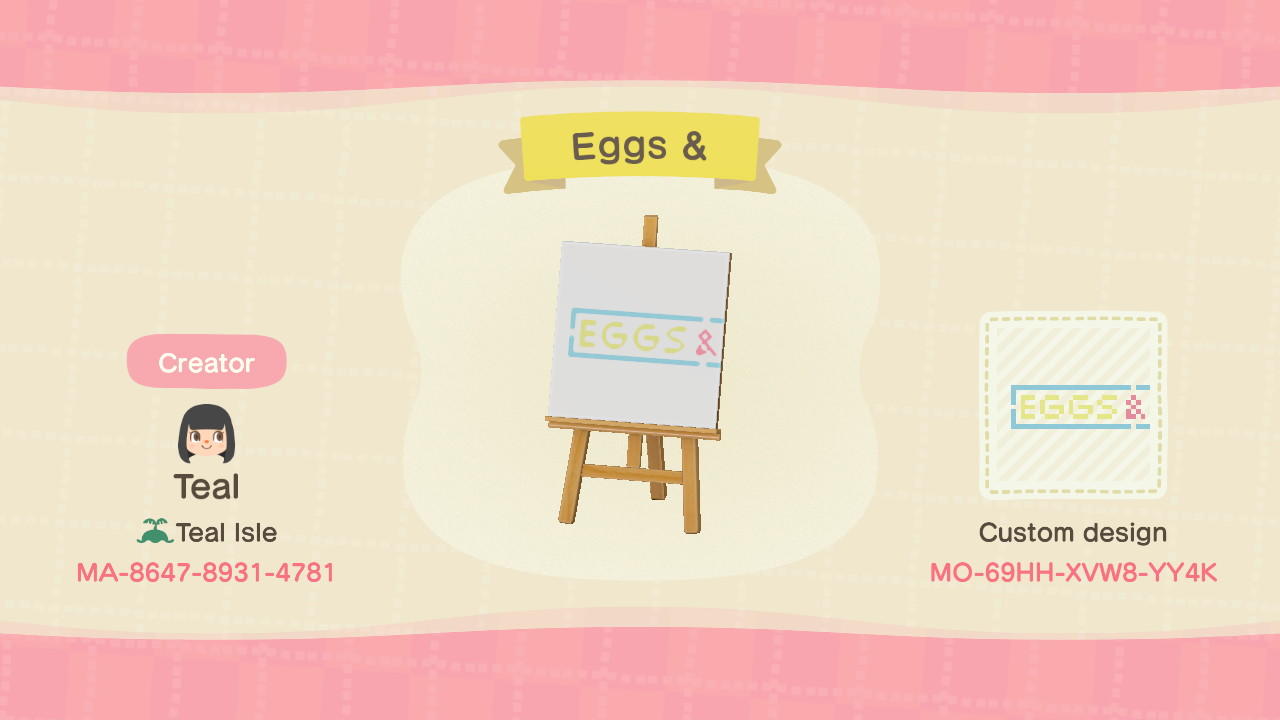 Eggs &
EGGS &
EGGS &
Creator
Teal
Teal Isle
MA-8647-8931-4781
Custom design
MO-69HH-XVW8-YY4K